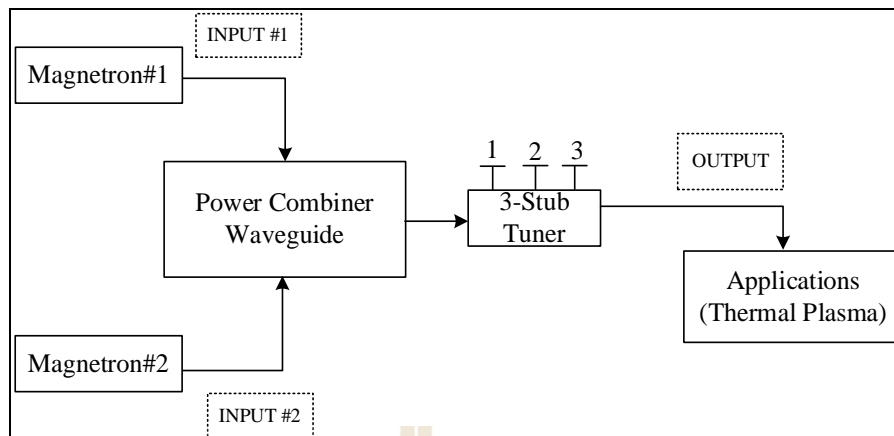 INPUT #1
Magnetron#1
Power Combiner
Waveguide
1 2 3
3-Stub
Tuner
OUTPUT
Applications
(Thermal Plasma)
Magnetron#2
INPUT #2